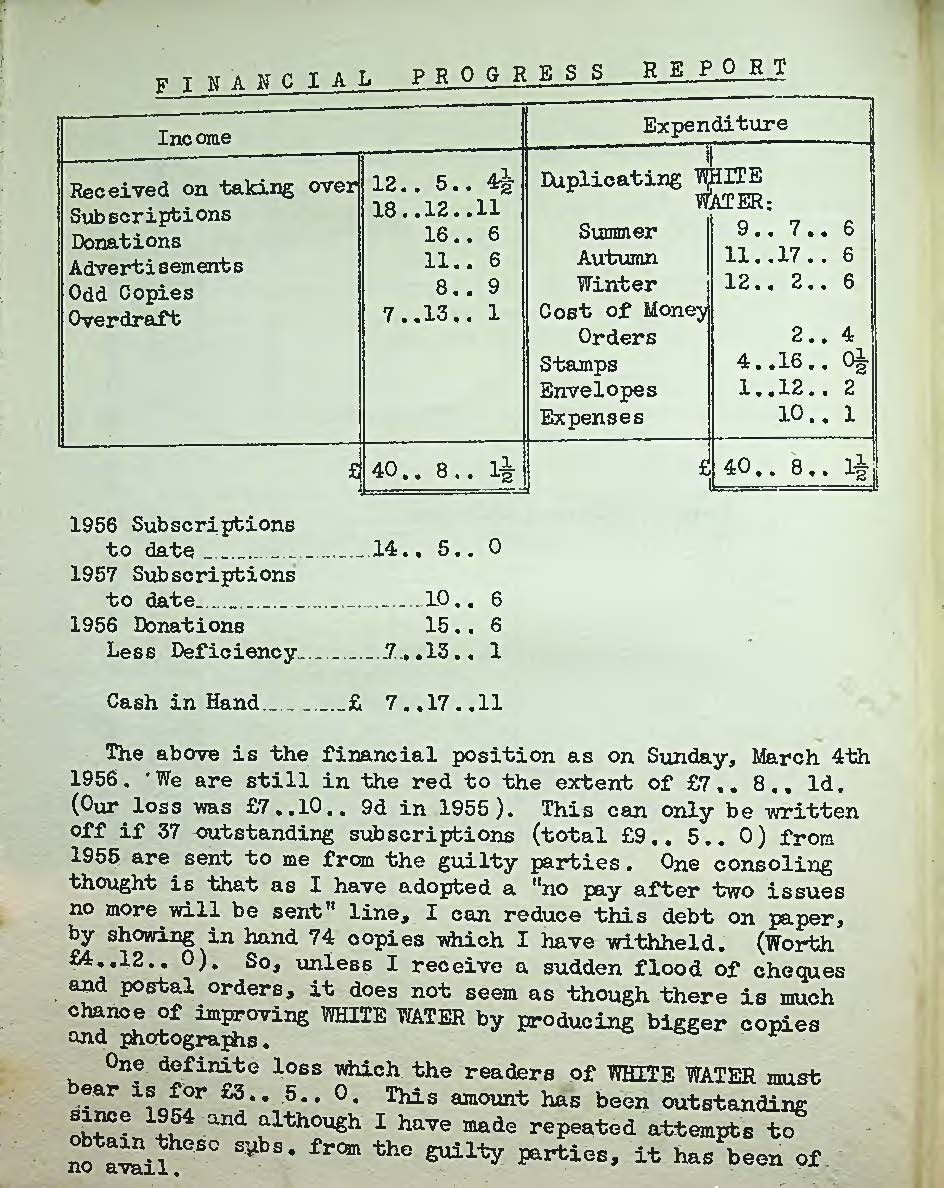 FINANCIAL PROGRESS REPORT
Income
Expenditure
Received on taking over 12.. 5.. 4½
Subscriptions 18..12..11
Donations 16.. 6
Advertisements 11.. 6
Odd Copies 8.. 9
Overdraft 7..13.. 1
£ 40.. 8.. 1½
Duplicating WHITE
WATER:
Summer 9.. 7.. 6
Autumn 11..17.. 6
Winter 12.. 2.. 6
Cost of Money
Orders 2.. 4
Stamps 4..16.. 0½
Envelopes 1..12.. 2
Expenses 10.. 1
£ 40.. 8.. 1½
1956 Subscriptions
to date 14.. 5.. 0
1957 Subscriptions
to date 10.. 6
1956 Donations 15.. 6
Less Deficiency 7..13.. 1
Cash in Hand £ 7..17..11
The above is the financial position as on Sunday, March 4th
1956. We are still in the red to the extent of £7.. 8.. 1d.
(Our loss was £7..10.. 9d in 1955). This can only be written
off if 37 outstanding subscriptions (total £9.. 5.. 0) from
1955 are sent to me from the guilty parties. One consoling
thought is that as I have adopted a "no pay after two issues
no more will be sent" line, I can reduce this debt on paper,
by showing in hand 74 copies which I have withheld. (Worth
£4..12.. 0). So, unless I receive a sudden flood of cheques
and postal orders, it does not seem as though there is much
chance of improving WHITE WATER by producing bigger copies
and photographs.
One definite loss which the readers of WHITE WATER must
bear is for £3.. 5.. 0. This amount has been outstanding
since 1954 and although I have made repeated attempts to
obtain these subs. from the guilty parties, it has been of
no avail.